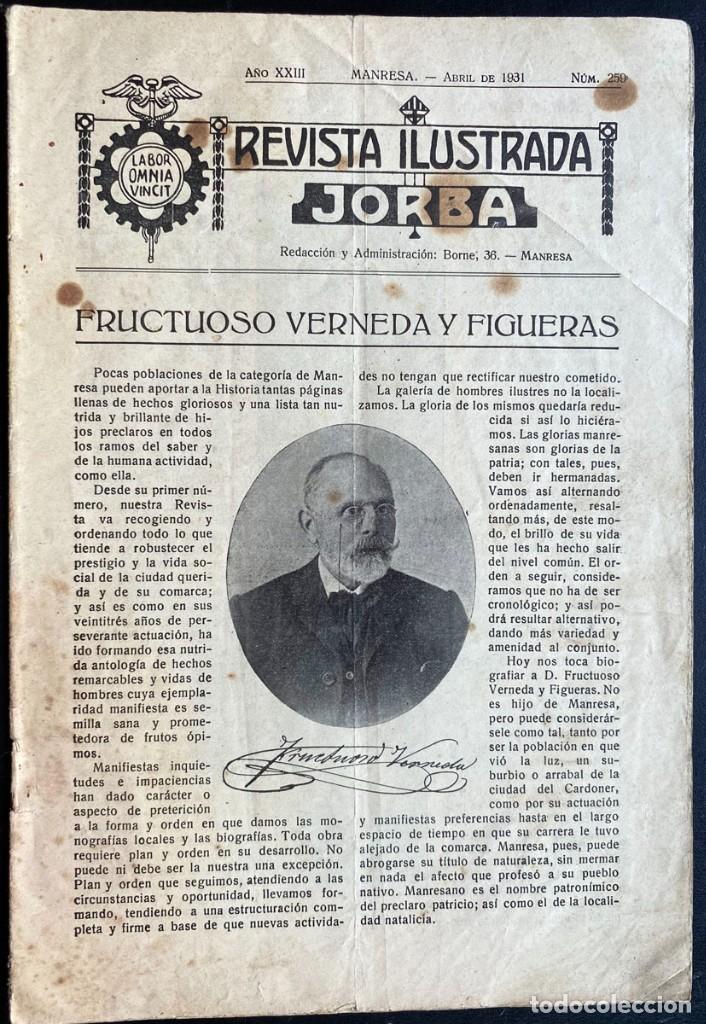 AÑO XXIII MANRESA. — ABRIL DE 1931 NÚM. 259
LABOR
OMNIA
VINCIT
REVISTA ILUSTRADA
JORBA
Redacción y Administración: Borne, 36. — MANRESA
FRUCTUOSO VERNEDA Y FIGUERAS
Pocas poblaciones de la categoría de Man-
resa pueden aportar a la Historia tantas páginas
llenas de hechos gloriosos y una lista tan nu-
trida y brillante de hi-
jos preclaros en todos
los ramos del saber y
de la humana actividad,
como ella.
Desde su primer nú-
mero, nuestra Revis-
ta va recogiendo y
ordenando todo lo que
tiende a robustecer el
prestigio y la vida so-
cial de la ciudad queri-
da y de su comarca;
y así es como en sus
veintitrés años de per-
severante actuación, ha
ido formando esa nutri-
da antología de hechos
remarcables y vidas de
hombres cuya ejempla-
ridad manifiesta es se-
milla sana y prome-
tedora de frutos ópi-
mos.
Manifiestas inquie-
tudes e impaciencias
han dado carácter o
aspecto de preterición
a la forma y orden en que damos las mo-
nografías locales y las biografías. Toda obra
requiere plan y orden en su desarrollo. No
puede ni debe ser la nuestra una excepción.
Plan y orden que seguimos, atendiendo a las
circunstancias y oportunidad, llevamos for-
mando, tendiendo a una estructuración com-
pleta y firme a base de que nuevas activida-
des no tengan que rectificar nuestro cometido.
La galería de hombres ilustres no la locali-
zamos. La gloria de los mismos quedaría redu-
cida si así lo hiciéra-
mos. Las glorias manre-
sanas son glorias de la
patria; con tales, pues,
deben ir hermanadas.
Vamos así alternando
ordenadamente, resal-
tando más, de este mo-
do, el brillo de su vida
que les ha hecho salir
del nivel común. El or-
den a seguir, conside-
ramos que no ha de ser
cronológico; y así po-
drá resultar alternativo,
dando más variedad y
amenidad al conjunto.
Hoy nos toca bio-
grafiar a D. Fructuoso
Verneda y Figueras. No
es hijo de Manresa,
pero puede considerár-
sele como tal, tanto por
ser la población en que
vió la luz, un su-
burbio o arrabal de la
ciudad del Cardoner,
como por su actuación
y manifiestas preferencias hasta en el largo
espacio de tiempo en que su carrera le tuvo
alejado de la comarca. Manresa, pues, puede
abrogarse su título de naturaleza, sin mermar
en nada el afecto que profesó a su pueblo
nativo. Manresano es el nombre patronímico
del preclaro patricio; así como el de la locali-
dad natalicia.
Fructuoso Verneda
todocoleccion